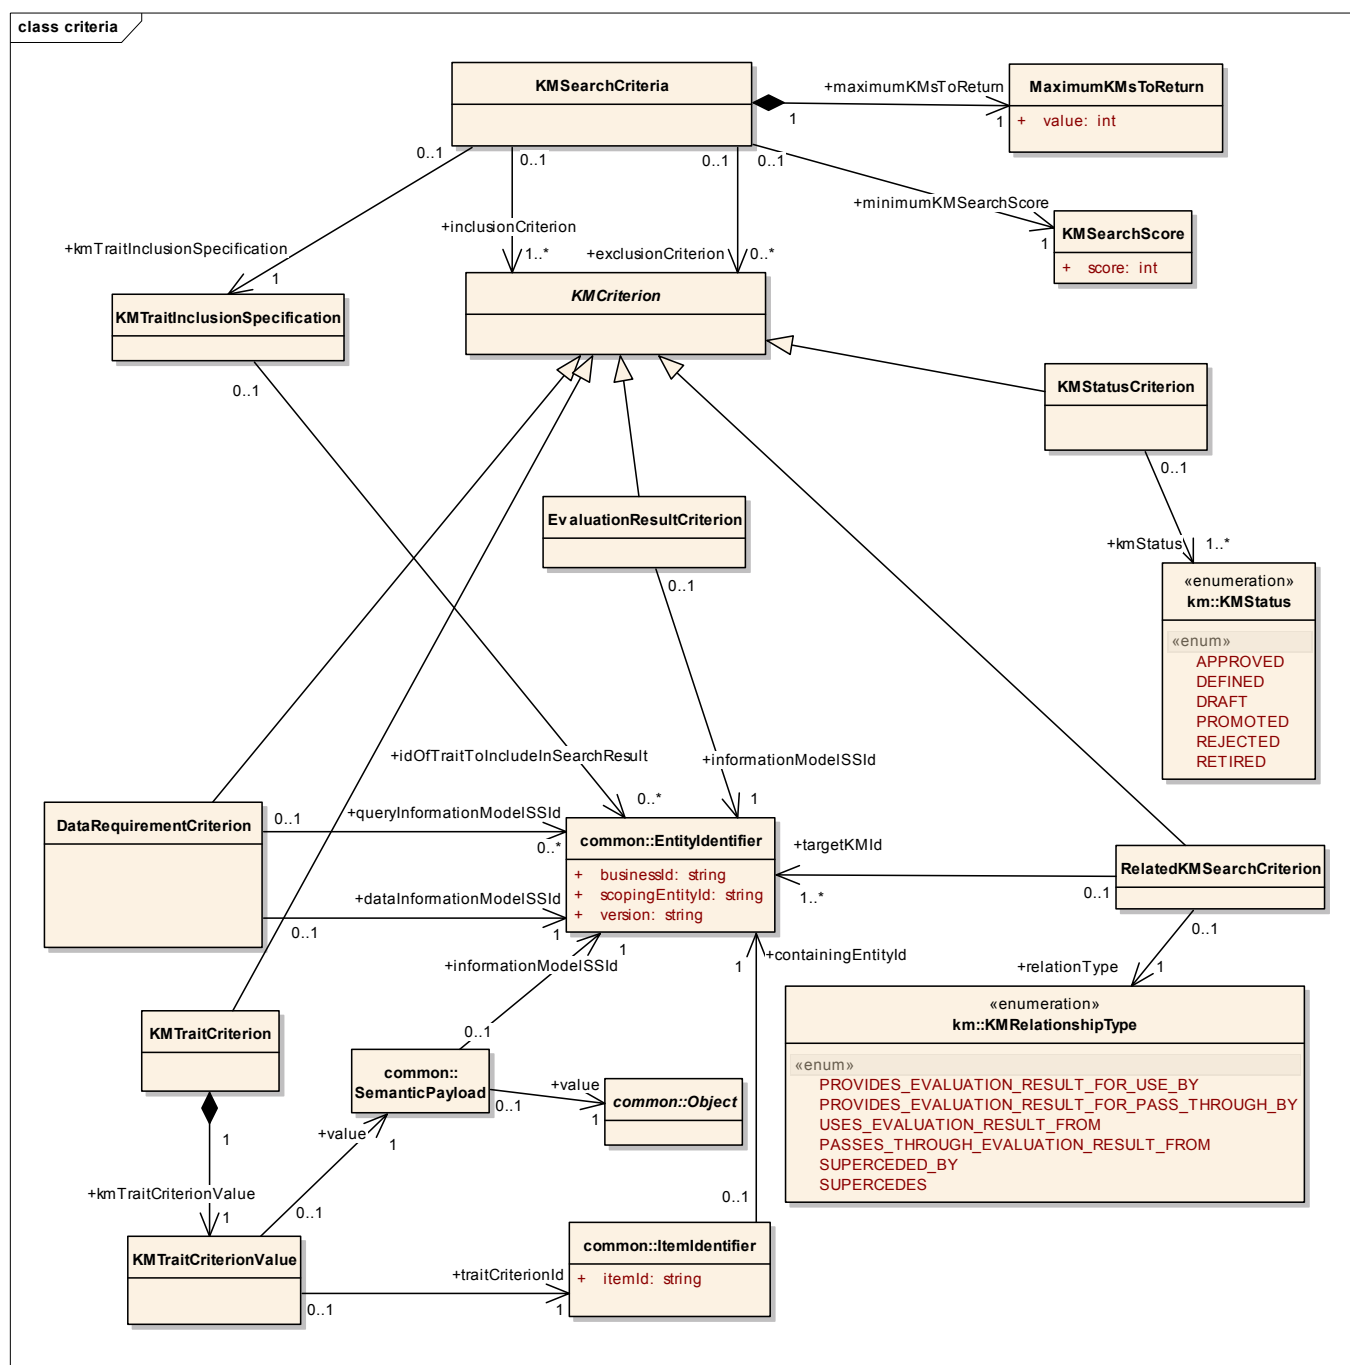 class criteria
KMSearchCriteria
+maximumKMsToReturn
1
1
MaximumKMsToReturn
+ value: int
0..1
0..1
0..1
0..1
+inclusionCriterion
1..*
+exclusionCriterion
0..*
+minimumKMSearchScore
1
KMSearchScore
+ score: int
+kmTraitInclusionSpecification
1
KMTraitInclusionSpecification
0..1
KMCriterion
KMStatusCriterion
0..1
+kmStatus
1..*
«enumeration»
km::KMStatus
«enum»
APPROVED
DEFINED
DRAFT
PROMOTED
REJECTED
RETIRED
EvaluationResultCriterion
0..1
+informationModelSSId
1
+idOfTraitToIncludeInSearchResult
0..*
DataRequirementCriterion
0..1
+queryInformationModelSSId
0..*
+dataInformationModelSSId
0..1
1
common::EntityIdentifier
+ businessId: string
+ scopingEntityId: string
+ version: string
+targetKMId
1..*
0..1
RelatedKMSearchCriterion
0..1
+relationType
1
+informationModelSSId
1
0..1
+containingEntityId
1
«enumeration»
km::KMRelationshipType
«enum»
PROVIDES_EVALUATION_RESULT_FOR_USE_BY
PROVIDES_EVALUATION_RESULT_FOR_PASS_THROUGH_BY
USES_EVALUATION_RESULT_FROM
PASSES_THROUGH_EVALUATION_RESULT_FROM
SUPERCEDED_BY
SUPERCEDES
KMTraitCriterion
1
+kmTraitCriterionValue
1
common::
SemanticPayload
0..1
+value
1
common::Object
+value
1
0..1
0..1
KMTraitCriterionValue
0..1
+traitCriterionId
1
common::ItemIdentifier
+ itemId: string